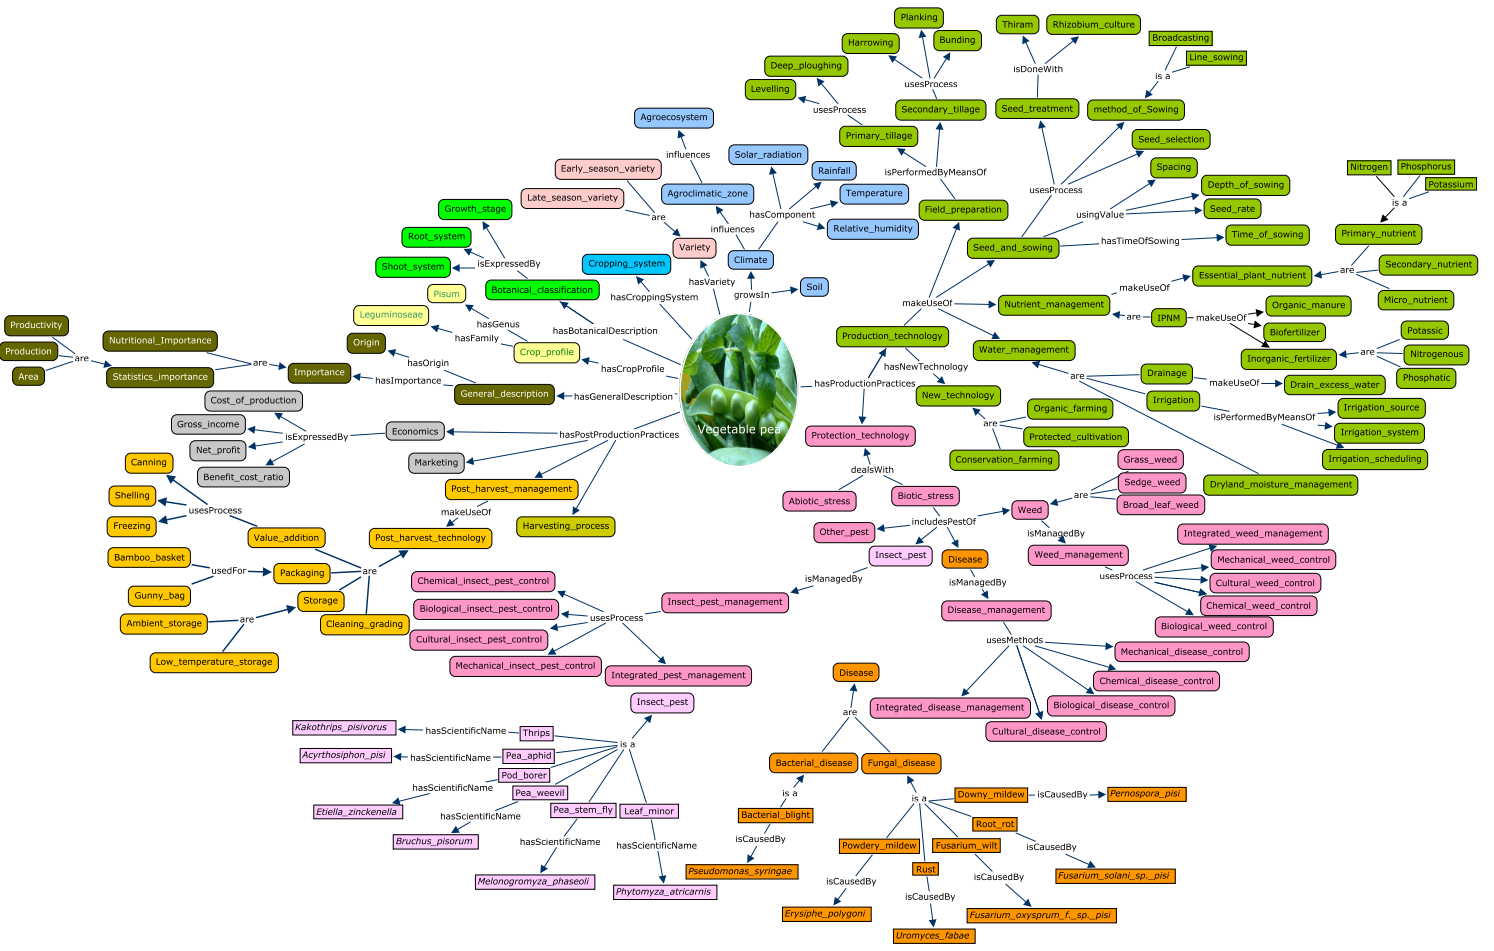 Planking
Thiram
Rhizobium_culture
Harrowing
Bunding
Broadcasting
Line_sowing
Deep_ploughing
isDoneWith
is a
Levelling
usesProcess
usesProcess
Agroecosystem
Secondary_tillage
Seed_treatment
method_of_Sowing
Primary_tillage
Seed_selection
influences
Solar_radiation
Early_season_variety
Rainfall
isPerformedByMeansOf
Spacing
Nitrogen
Phosphorus
Potassium
Late_season_variety
Agroclimatic_zone
Temperature
usesProcess
Depth_of_sowing
is a
Growth_stage
are
hasComponent
Field_preparation
usingValue
Seed_rate
influences
Relative_humidity
Root_system
Variety
Seed_and_sowing
hasTimeOfSowing
Time_of_sowing
Primary_nutrient
Shoot_system
isExpressedBy
Cropping_system
Climate
Secondary_nutrient
Essential_plant_nutrient
are
Botanical_classification
hasVariety
Soil
makeUseOf
Pisum
hasCroppingSystem
growsIn
makeUseOf
Nutrient_management
Micro_nutrient
Leguminoseae
hasGenus
hasBotanicalDescription
are
IPNM
makeUseOf
Organic_manure
Productivity
Nutritional_Importance
Origin
hasFamily
Production_technology
Biofertilizer
Potassic
Production
are
Crop_profile
Water_management
Inorganic_fertilizer
are
Nitrogenous
are
Importance
hasOrigin
hasCropProfile
hasNewTechnology
Drainage
Area
Statistics_importance
hasImportance
hasProductionPractices
are
makeUseOf
Drain_excess_water
Phosphatic
General_description
hasGeneralDescription
New_technology
Irrigation
Cost_of_production
Organic_farming
isPerformedByMeansOf
Irrigation_source
Gross_income
isExpressedBy
Economics
hasPostProductionPractices
Vegetable pea
Protection_technology
are
Protected_cultivation
Irrigation_system
Net_profit
Marketing
Conservation_farming
Grass_weed
Irrigation_scheduling
Canning
Benefit_cost_ratio
dealsWith
Sedge_weed
Dryland_moisture_management
Shelling
Post_harvest_management
Abiotic_stress
Biotic_stress
are
Broad_leaf_weed
usesProcess
makeUseOf
Weed
Freezing
Harvesting_process
Other_pest
includesPestOf
isManagedBy
Integrated_weed_management
Value_addition
Post_harvest_technology
Bamboo_basket
Insect_pest
Disease
Weed_management
Mechanical_weed_control
usedFor
Packaging
are
Chemical_insect_pest_control
isManagedBy
isManagedBy
usesProcess
Cultural_weed_control
Gunny_bag
Storage
Biological_insect_pest_control
Insect_pest_management
Disease_management
Chemical_weed_control
Ambient_storage
are
Cleaning_grading
usesProcess
Biological_weed_control
Cultural_insect_pest_control
usesMethods
Low_temperature_storage
Mechanical_insect_pest_control
Mechanical_disease_control
Integrated_pest_management
Disease
Chemical_disease_control
Insect_pest
Integrated_disease_management
Biological_disease_control
Kakothrips_pisivorus
hasScientificName
Thrips
are
Cultural_disease_control
is a
Acyrthosiphon_pisi
hasScientificName
Pea_aphid
Bacterial_disease
Fungal_disease
Pod_borer
hasScientificName
Pea_weevil
is a
is a
Downy_mildew
isCausedBy
Pernospora_pisi
Etiella_zinckenella
hasScientificName
Pea_stem_fly
Leaf_minor
Bacterial_blight
Root_rot
Bruchus_pisorum
hasScientificName
hasScientificName
isCausedBy
Powdery_mildew
Fusarium_wilt
isCausedBy
Pseudomonas_syringae
Rust
Fusarium_solani_sp._pisi
Melonogromyza_phaseoli
Phytomyza_atricarnis
isCausedBy
isCausedBy
isCausedBy
Erysiphe_polygoni
Fusarium_oxysprum_f._sp._pisi
Uromyces_fabae